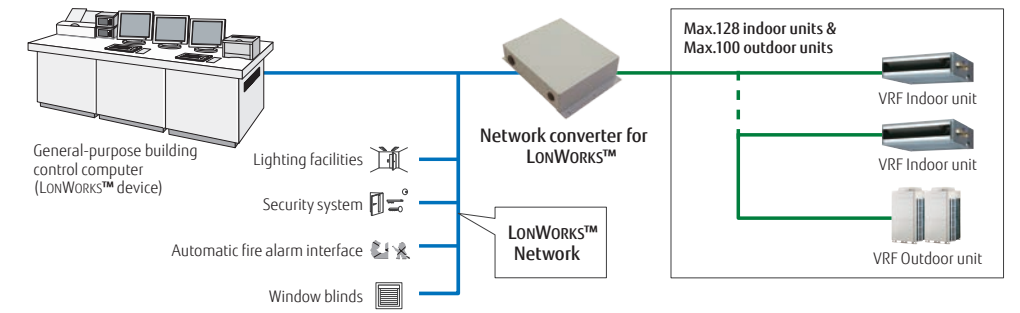 Max.128 indoor units &
Max.100 outdoor units
VRF Indoor unit
VRF Indoor unit
VRF Outdoor unit
Network converter for
LONWORKS™
General-purpose building
control computer
(LONWORKS™ device)
Lighting facilities
Security system
Automatic fire alarm interface
Window blinds
LONWORKS™
Network